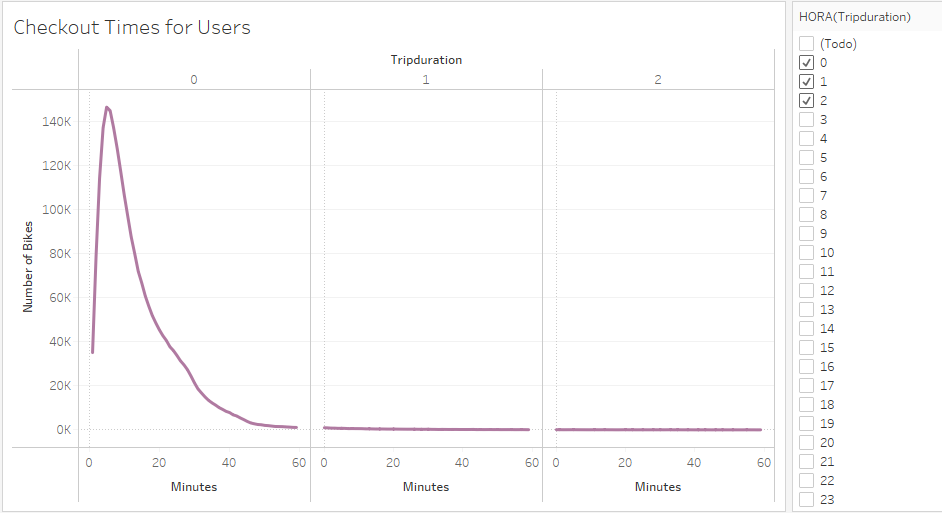 Checkout Times for Users
Tripduration
0 1 2
Number of Bikes
140K
120K
100K
80K
60K
40K
20K
0K
0 20 40 60 0 20 40 60 0 20 40 60
Minutes Minutes Minutes
HORA(Tripduration)
(Todo)
0
1
2
3
4
5
6
7
8
9
10
11
12
13
14
15
16
17
18
19
20
21
22
23